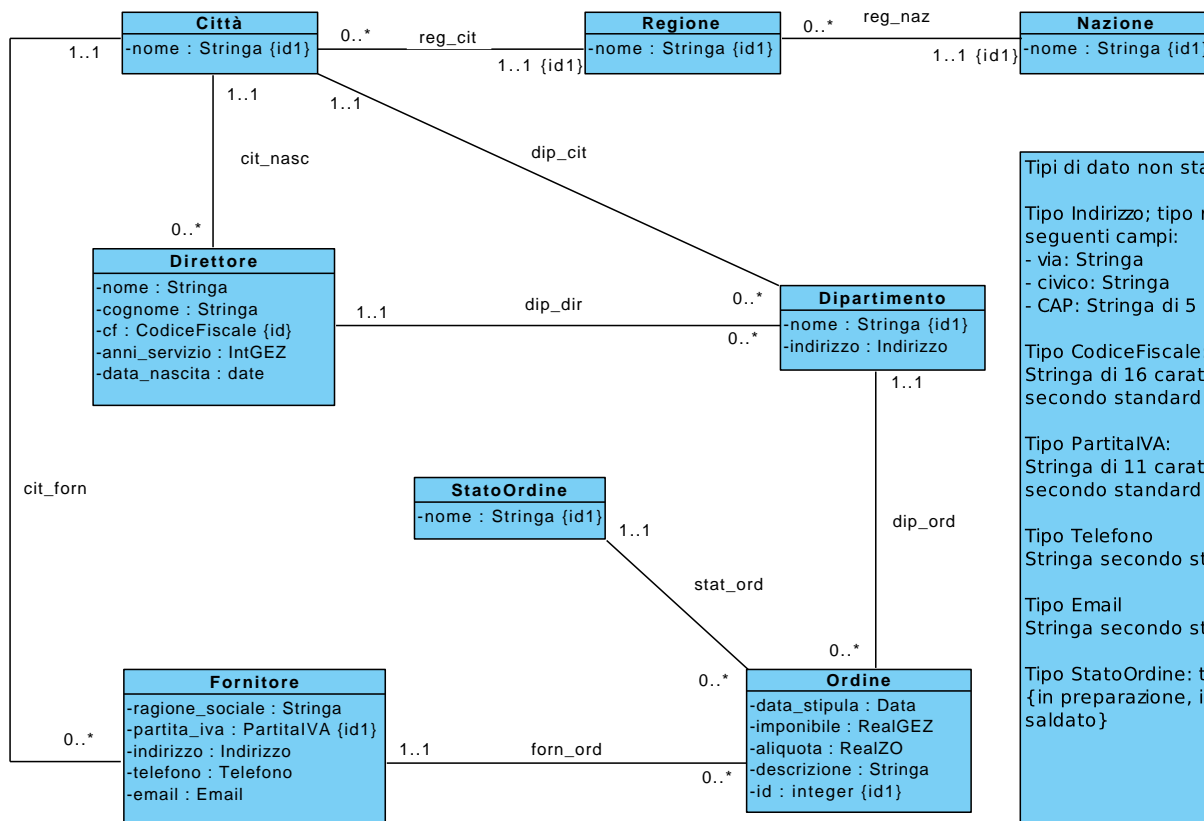 Città
-nome : Stringa {id1}
1..1
0..*
reg_cit
1..1 {id1}
Regione
-nome : Stringa {id1}
0..*
reg_naz
1..1 {id1}
Nazione
-nome : Stringa {id1}
1..1
1..1
cit_nasc
dip_cit
0..*
Direttore
-nome : Stringa
-cognome : Stringa
-cf : CodiceFiscale {id}
-anni_servizio : IntGEZ
-data_nascita : date
1..1
dip_dir
0..*
0..*
Dipartimento
-nome : Stringa {id1}
-indirizzo : Indirizzo
1..1
dip_ord
cit_forn
StatoOrdine
-nome : Stringa {id1}
1..1
stat_ord
0..*
0..*
Fornitore
-ragione_sociale : Stringa
-partita_iva : PartitaIVA {id1}
-indirizzo : Indirizzo
-telefono : Telefono
-email : Email
0..*
1..1
forn_ord
0..*
Ordine
-data_stipula : Data
-imponibile : RealGEZ
-aliquota : RealZO
-descrizione : Stringa
-id : integer {id1}
Tipi di dato non
Tipo Indirizzo; tipo
seguenti campi:
- via: Stringa
- civico: Stringa
- CAP: Stringa di 5
Tipo CodiceFiscale
Stringa di 16
secondo standard
Tipo PartitaIVA:
Stringa di 11
secondo standard
Tipo Telefono
Stringa secondo
Tipo Email
Stringa secondo
Tipo StatoOrdine:
{in preparazione,
saldato}